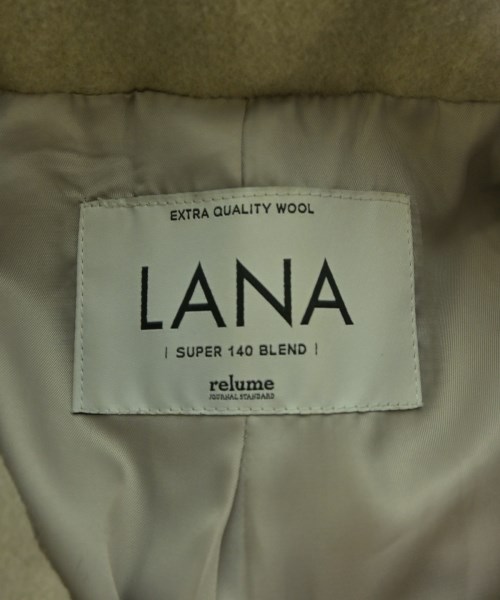 EXTRA QUALITY WOOL
LANA
| SUPER 140 BLEND |
relume
JOURNAL STANDARD